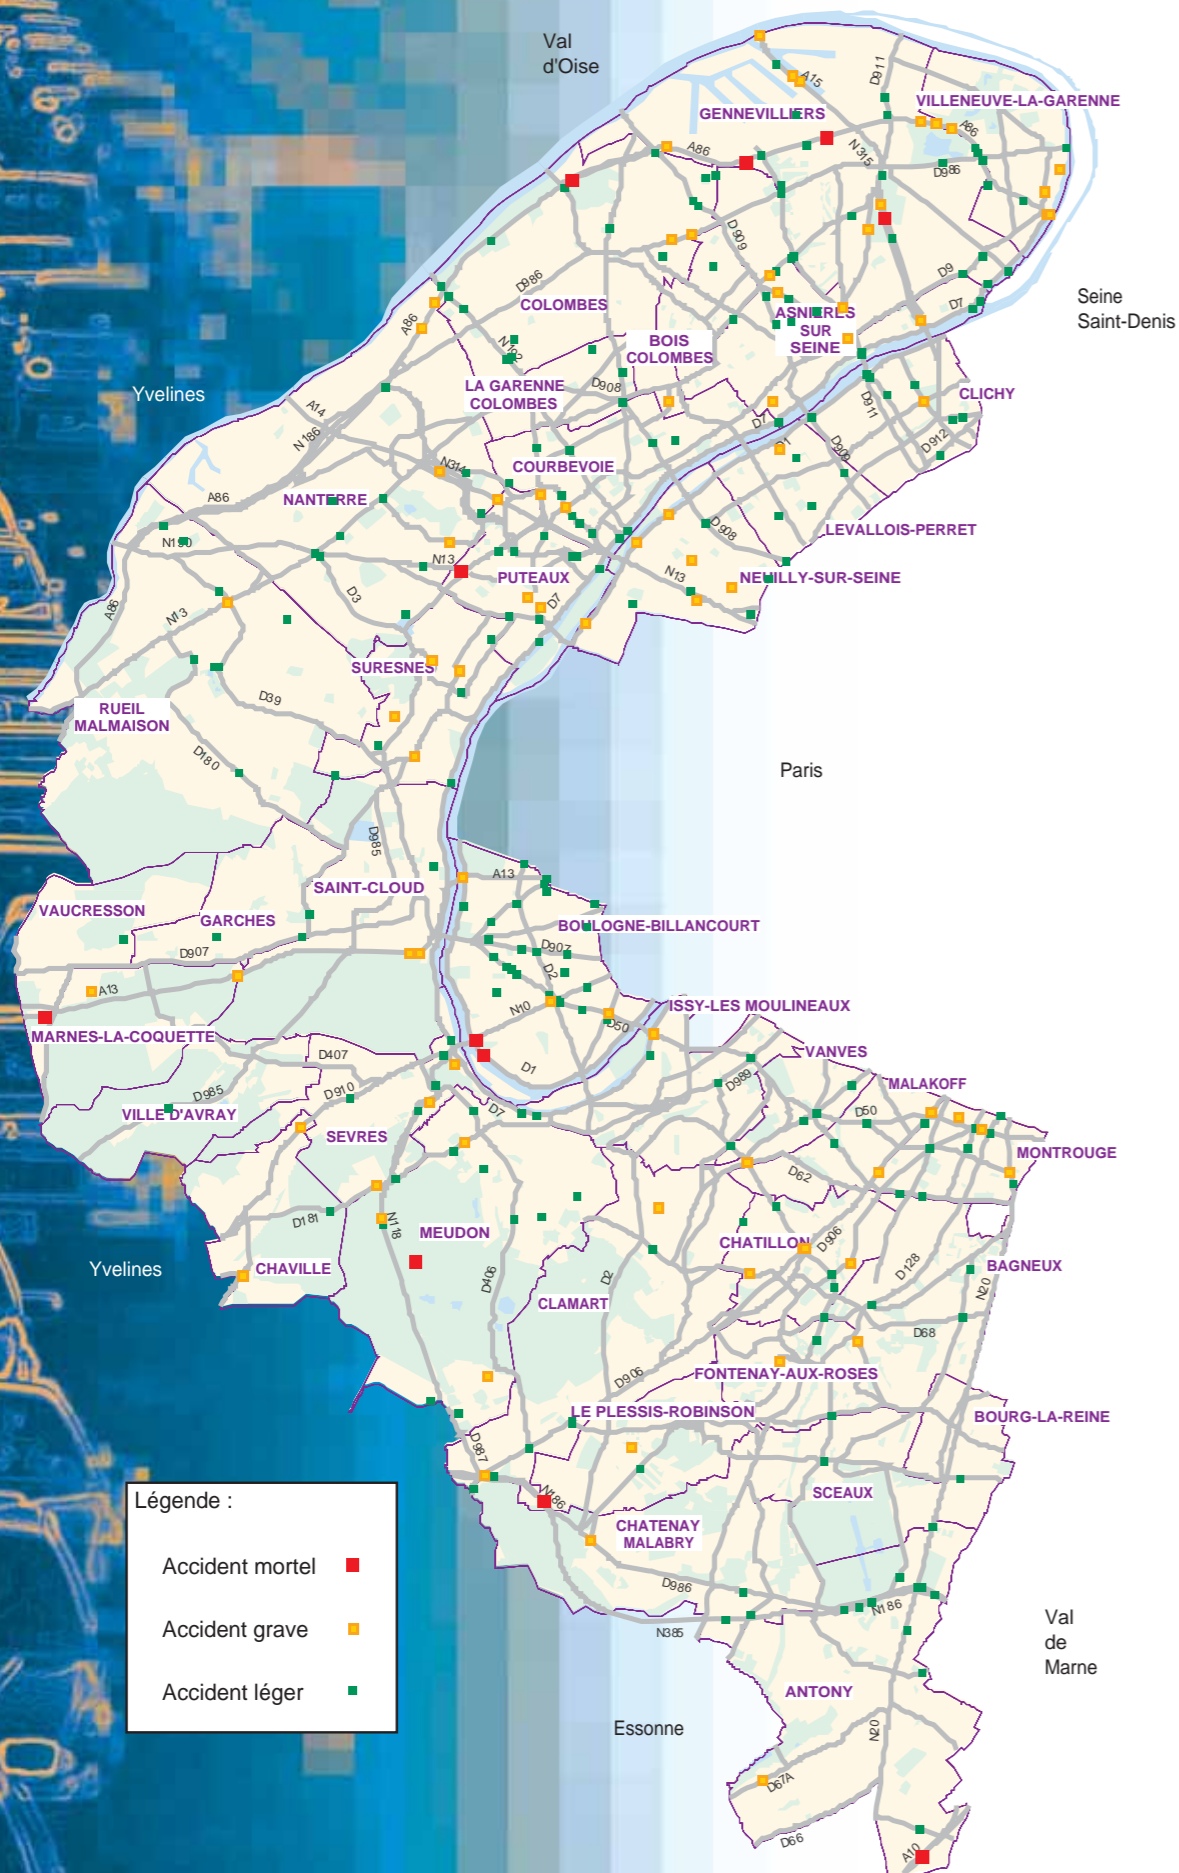 Val
d'Oise
A15
D911
GENNEVILLIERS
VILLENEUVE-LA-GARENNE
A86
A86
N315
D986
D909
D9
D7
Seine
Saint-Denis
D986
COLOMBES
ASNIERES
SUR
SEINE
A86
N192
BOIS
COLOMBES
Yvelines
LA GARENNE
COLOMBES
D908
D911
CLICHY
A14
N186
D7
D909
D912
N314
COURBEVOIE
A86
NANTERRE
N190
D908
LEVALLOIS-PERRET
N13
PUTEAUX
N13
NEUILLY-SUR-SEINE
A86
N13
D3
D7
SURESNES
RUEIL
MALMAISON
D39
D180
Paris
D985
A13
SAINT-CLOUD
VAUCRESSON
GARCHES
BOULOGNE-BILLANCOURT
D907
D907
D2
A13
N10
ISSY-LES MOULINEAUX
D50
MARNES-LA-COQUETTE
D407
D1
VANVES
D985
D910
D989
MALAKOFF
VILLE D'AVRAY
D7
D50
SEVRES
MONTROUGE
D62
D181
N118
MEUDON
CHATILLON
D906
Yvelines
CHAVILLE
D406
D2
D128
BAGNEUX
N20
CLAMART
D68
D906
FONTENAY-AUX-ROSES
LE PLESSIS-ROBINSON
BOURG-LA-REINE
D987
Légende :
N186
SCEAUX
CHATENAY
MALABRY
Accident mortel
D986
N186
Accident grave
N385
Val
de
Marne
Accident léger
ANTONY
Essonne
N20
D67A
D66
A10